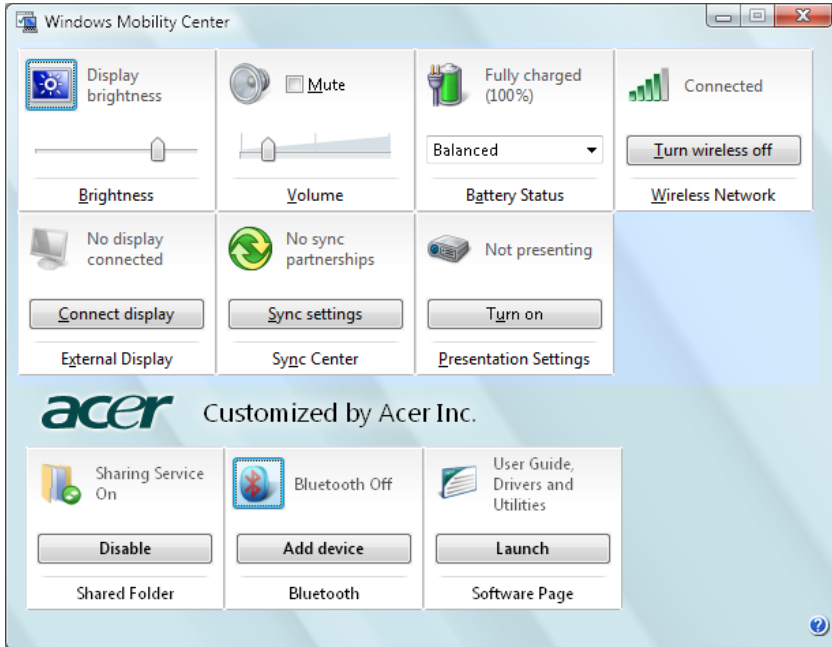 Windows Mobility Center
Display
brightness
Brightness
Mute
Volume
Fully charged
(100%)
Balanced
Battery Status
Connected
Turn wireless off
Wireless Network
No display
connected
Connect display
External Display
No sync
partnerships
Sync settings
Sync Center
Not presenting
Turn on
Presentation Settings
acer Customized by Acer Inc.
Sharing Service
On
Disable
Shared Folder
Bluetooth Off
Add device
Bluetooth
User Guide,
Drivers and
Utilities
Launch
Software Page